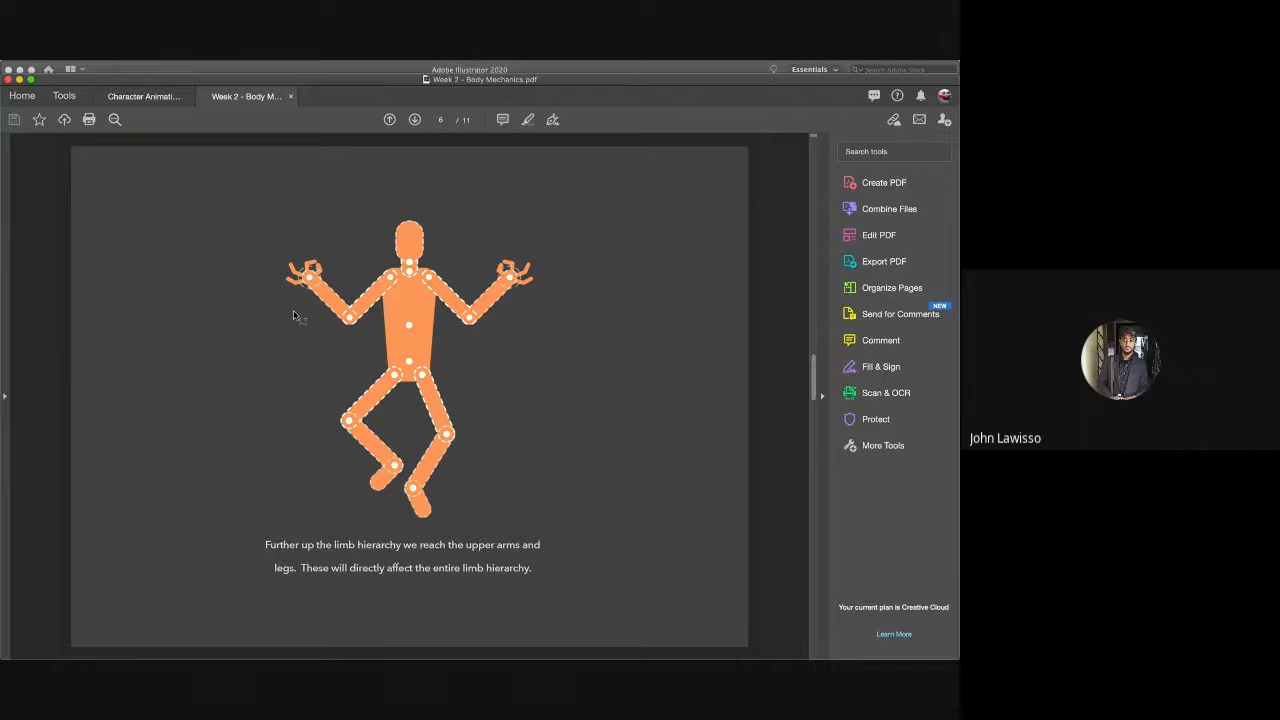 Adobe Illustrator 2020
Essentials
Search Adobe Stock
Week 2 - Body Mechanics.pdf
Home
Tools
Character Animati...
Week 2 - Body M...
6 / 11
Search tools
Create PDF
Combine Files
Edit PDF
Export PDF
Organize Pages
NEW
Send for Comments
Comment
Fill & Sign
Scan & OCR
Protect
More Tools
John Lawisso
Further up the limb hierarchy we reach the upper arms and
legs. These will directly affect the entire limb hierarchy.
Your current plan is Creative Cloud
Learn More